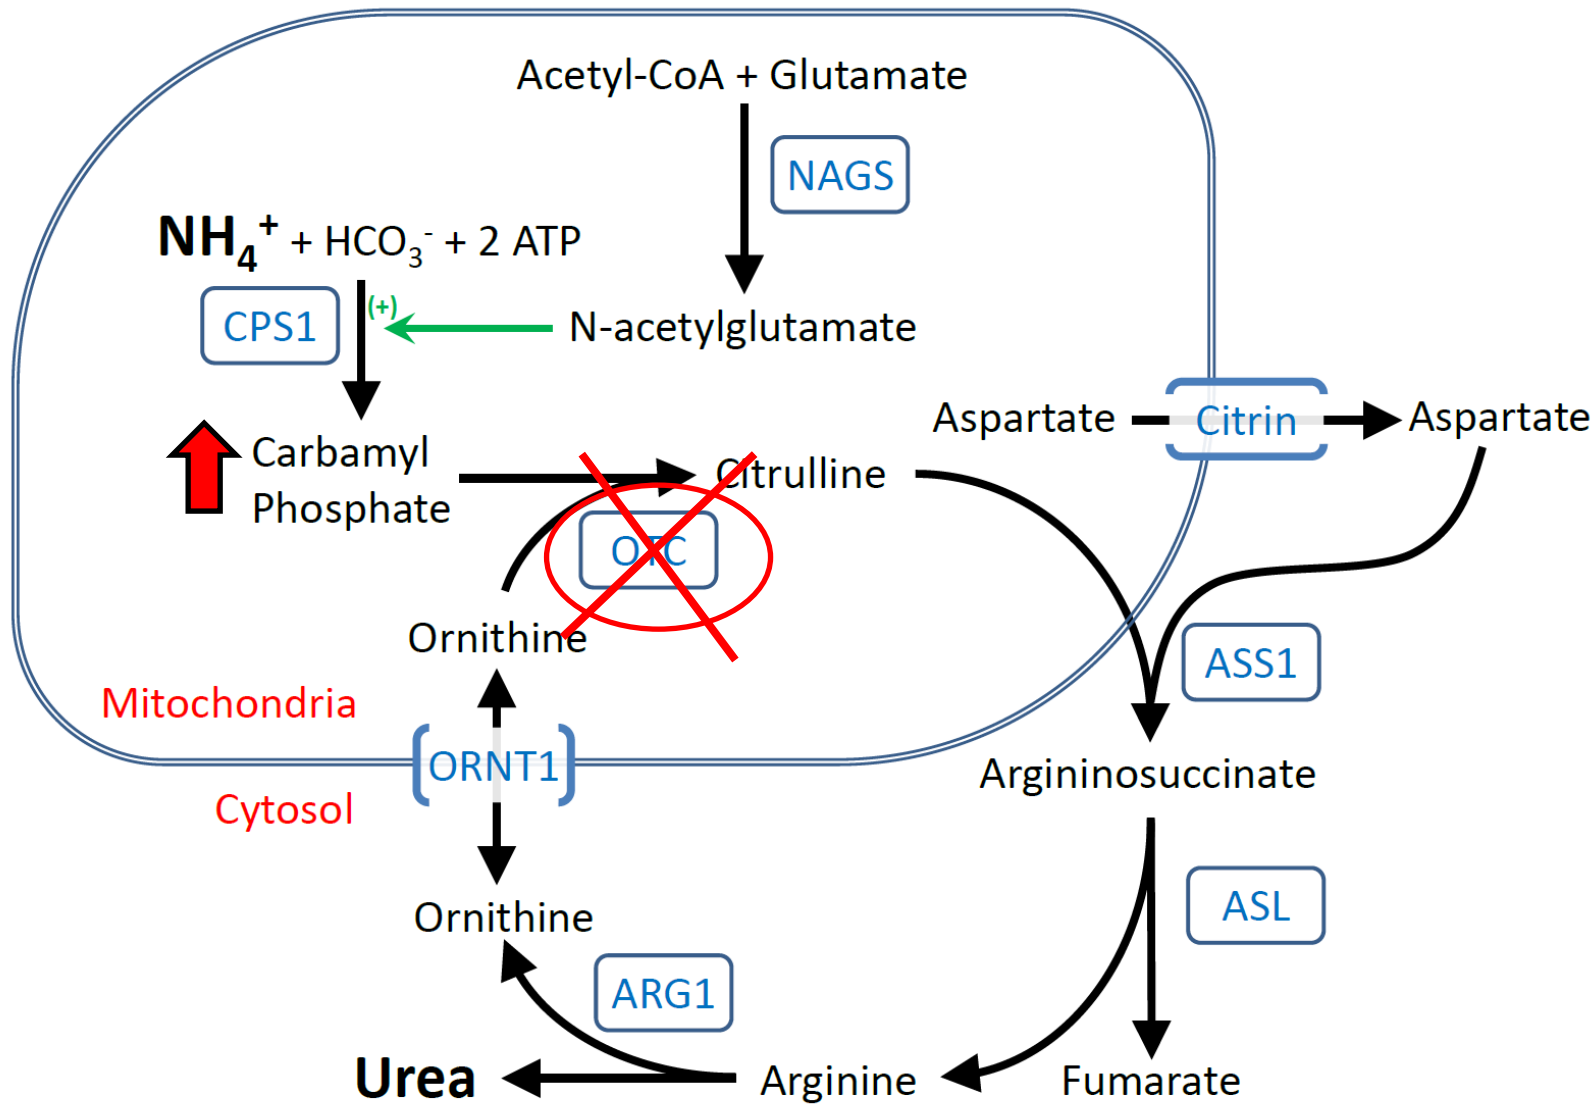 Acetyl-CoA + Glutamate
NAGS
NH₄⁺ + HCO₃⁻ + 2 ATP
CPS1
(+)
N-acetylglutamate
Aspartate
Citrin
Aspartate
Carbamyl
Phosphate
Citrulline
OTC
Ornithine
ASS1
Mitochondria
ORNT1
Argininosuccinate
Cytosol
ASL
Ornithine
ARG1
Urea
Arginine
Fumarate